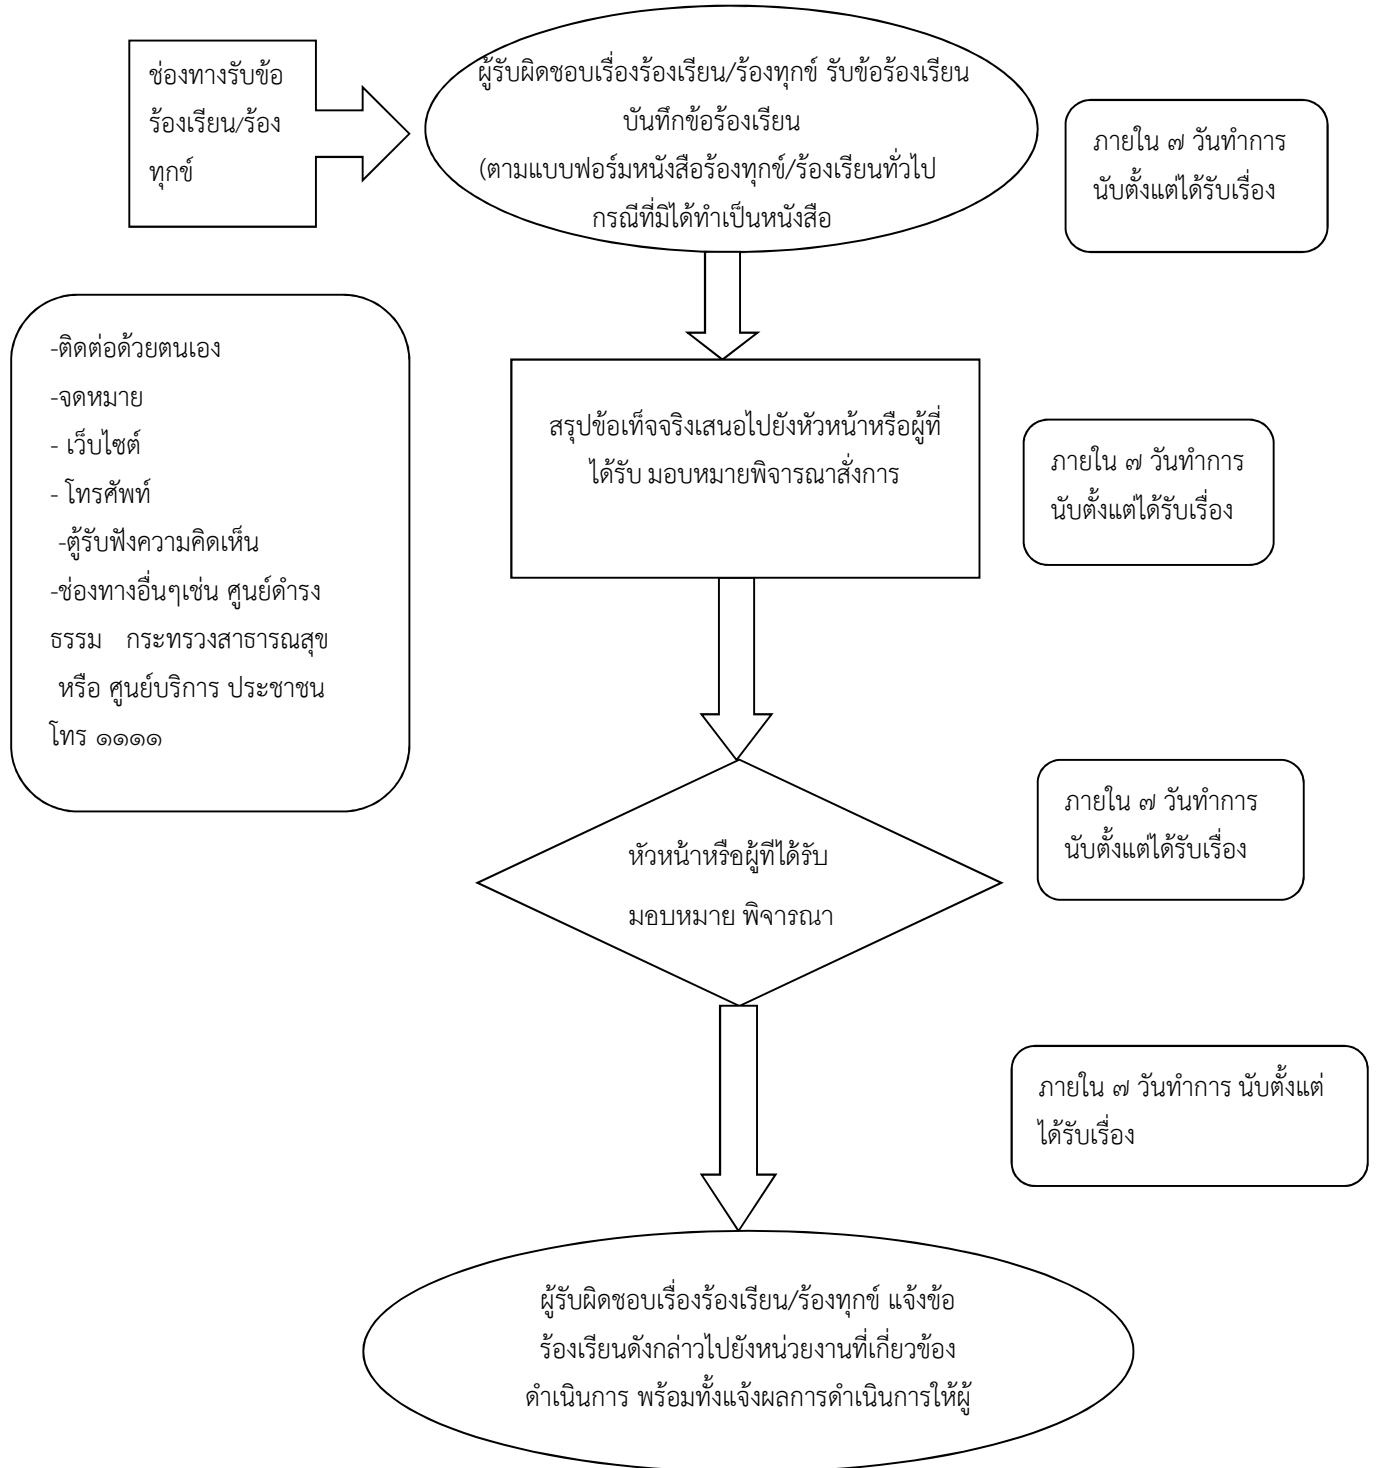 ช่องทางรับข้อ
ร้องเรียน/ร้อง
ทุกข์
ผู้รับผิดชอบเรื่องร้องเรียน/ร้องทุกข์ รับข้อร้องเรียน
บันทึกข้อร้องเรียน
(ตามแบบฟอร์มหนังสือร้องทุกข์/ร้องเรียนทั่วไป
กรณีที่มิได้ทำเป็นหนังสือ
ภายใน ๗ วันทำการ
นับตั้งแต่ได้รับเรื่อง
-ติดต่อด้วยตนเอง
-จดหมาย
- เว็บไซต์
- โทรศัพท์
-ตู้รับฟังความคิดเห็น
-ช่องทางอื่นๆเช่น ศูนย์ดำรง
ธรรม กระทรวงสาธารณสุข
หรือ ศูนย์บริการ ประชาชน
โทร ๑๑๑๑
สรุปข้อเท็จจริงเสนอไปยังหัวหน้าหรือผู้ที่
ได้รับ มอบหมายพิจารณาสั่งการ
ภายใน ๗ วันทำการ
นับตั้งแต่ได้รับเรื่อง
หัวหน้าหรือผู้ที่ได้รับ
มอบหมาย พิจารณา
ภายใน ๗ วันทำการ
นับตั้งแต่ได้รับเรื่อง
ภายใน ๗ วันทำการ นับตั้งแต่
ได้รับเรื่อง
ผู้รับผิดชอบเรื่องร้องเรียน/ร้องทุกข์ แจ้งข้อ
ร้องเรียนดังกล่าวไปยังหน่วยงานที่เกี่ยวข้อง
ดำเนินการ พร้อมทั้งแจ้งผลการดำเนินการให้ผู้